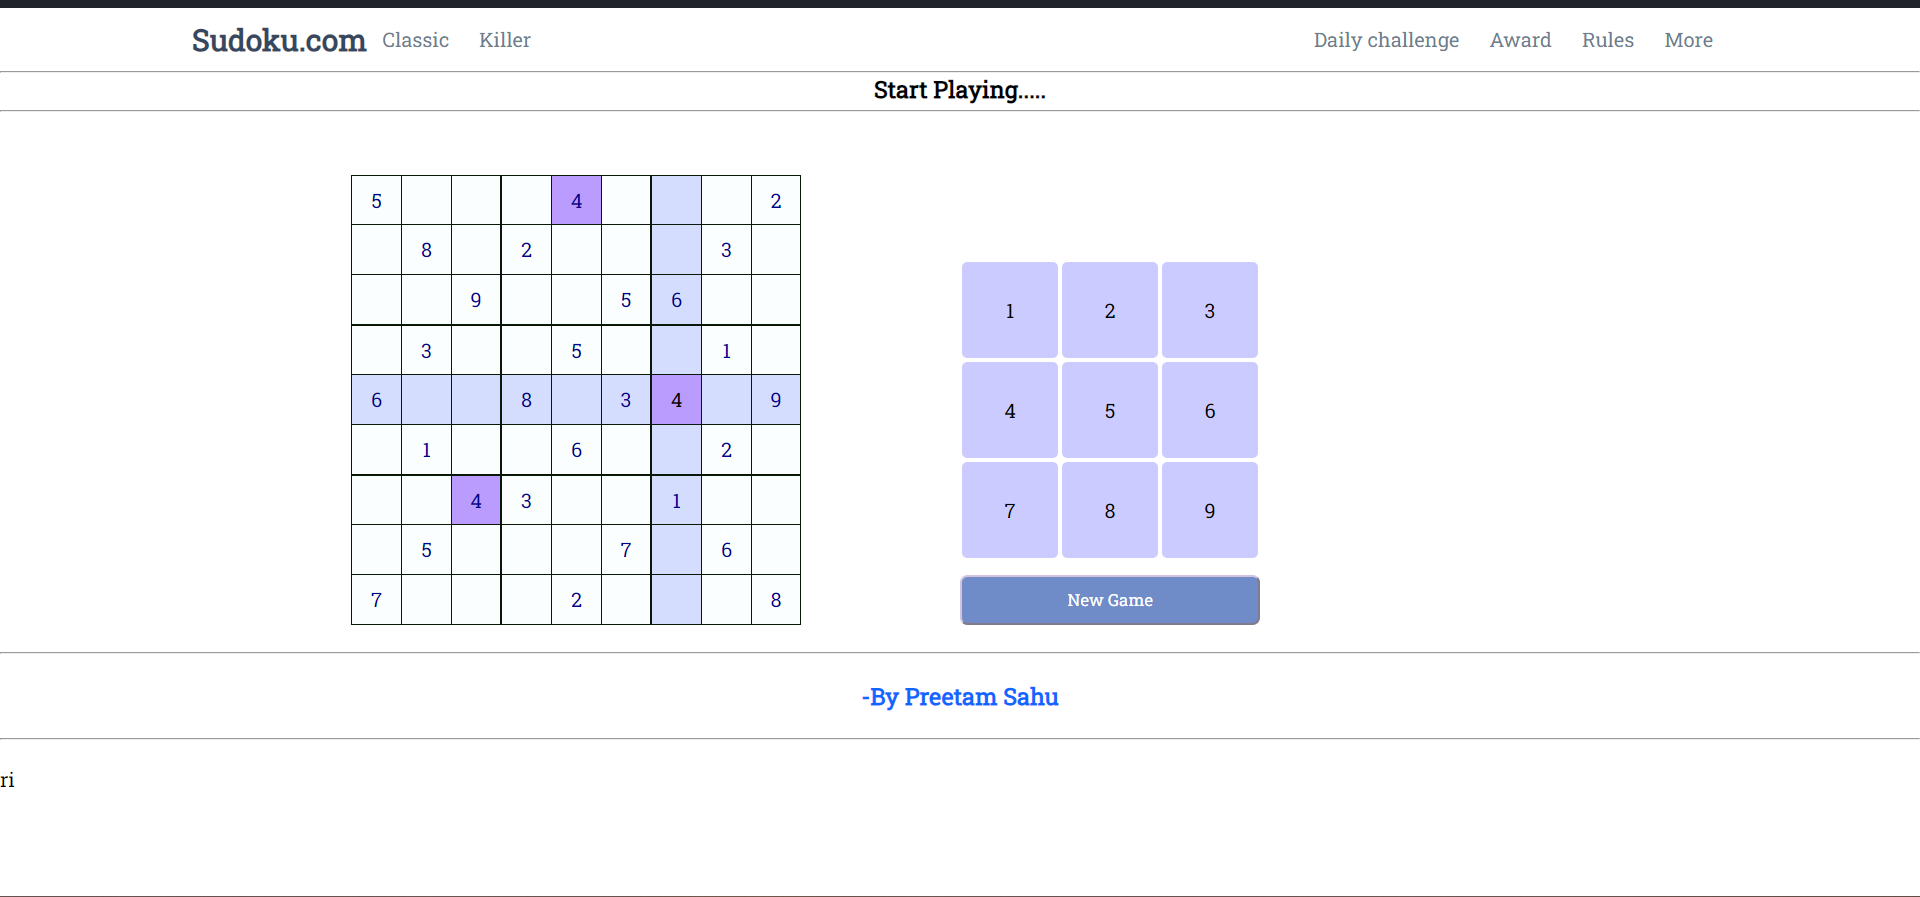 Sudoku.com Classic Killer Daily challenge Award Rules More
Start Playing.....
5 4 2
8 2 3
9 5 6
3 5 1
6 8 3 4 9
1 6 2
4 3 1
5 7 6
7 2 8
1 2 3
4 5 6
7 8 9
New Game
-By Preetam Sahu
ri